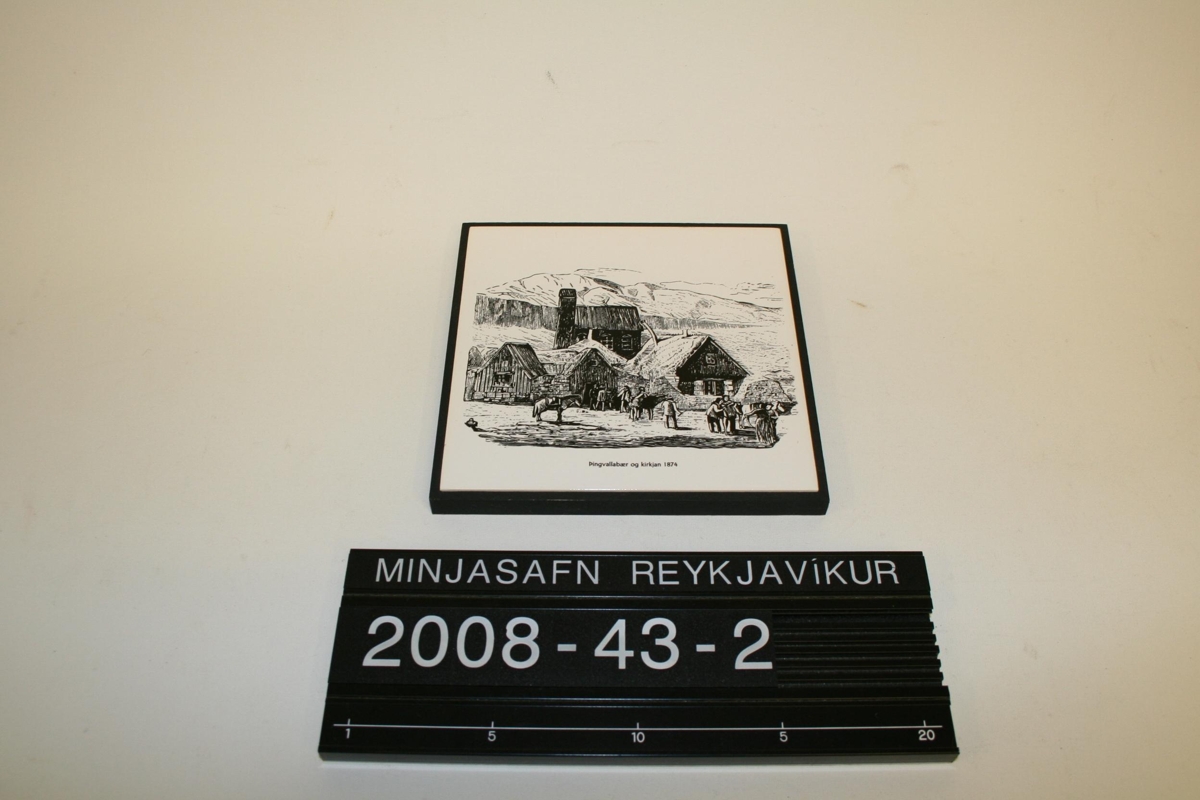 Þingvallabær og kirkjan 1874
MINJASAFN REYKJAVÍKUR
2008-43-2
1 5 10 5 20